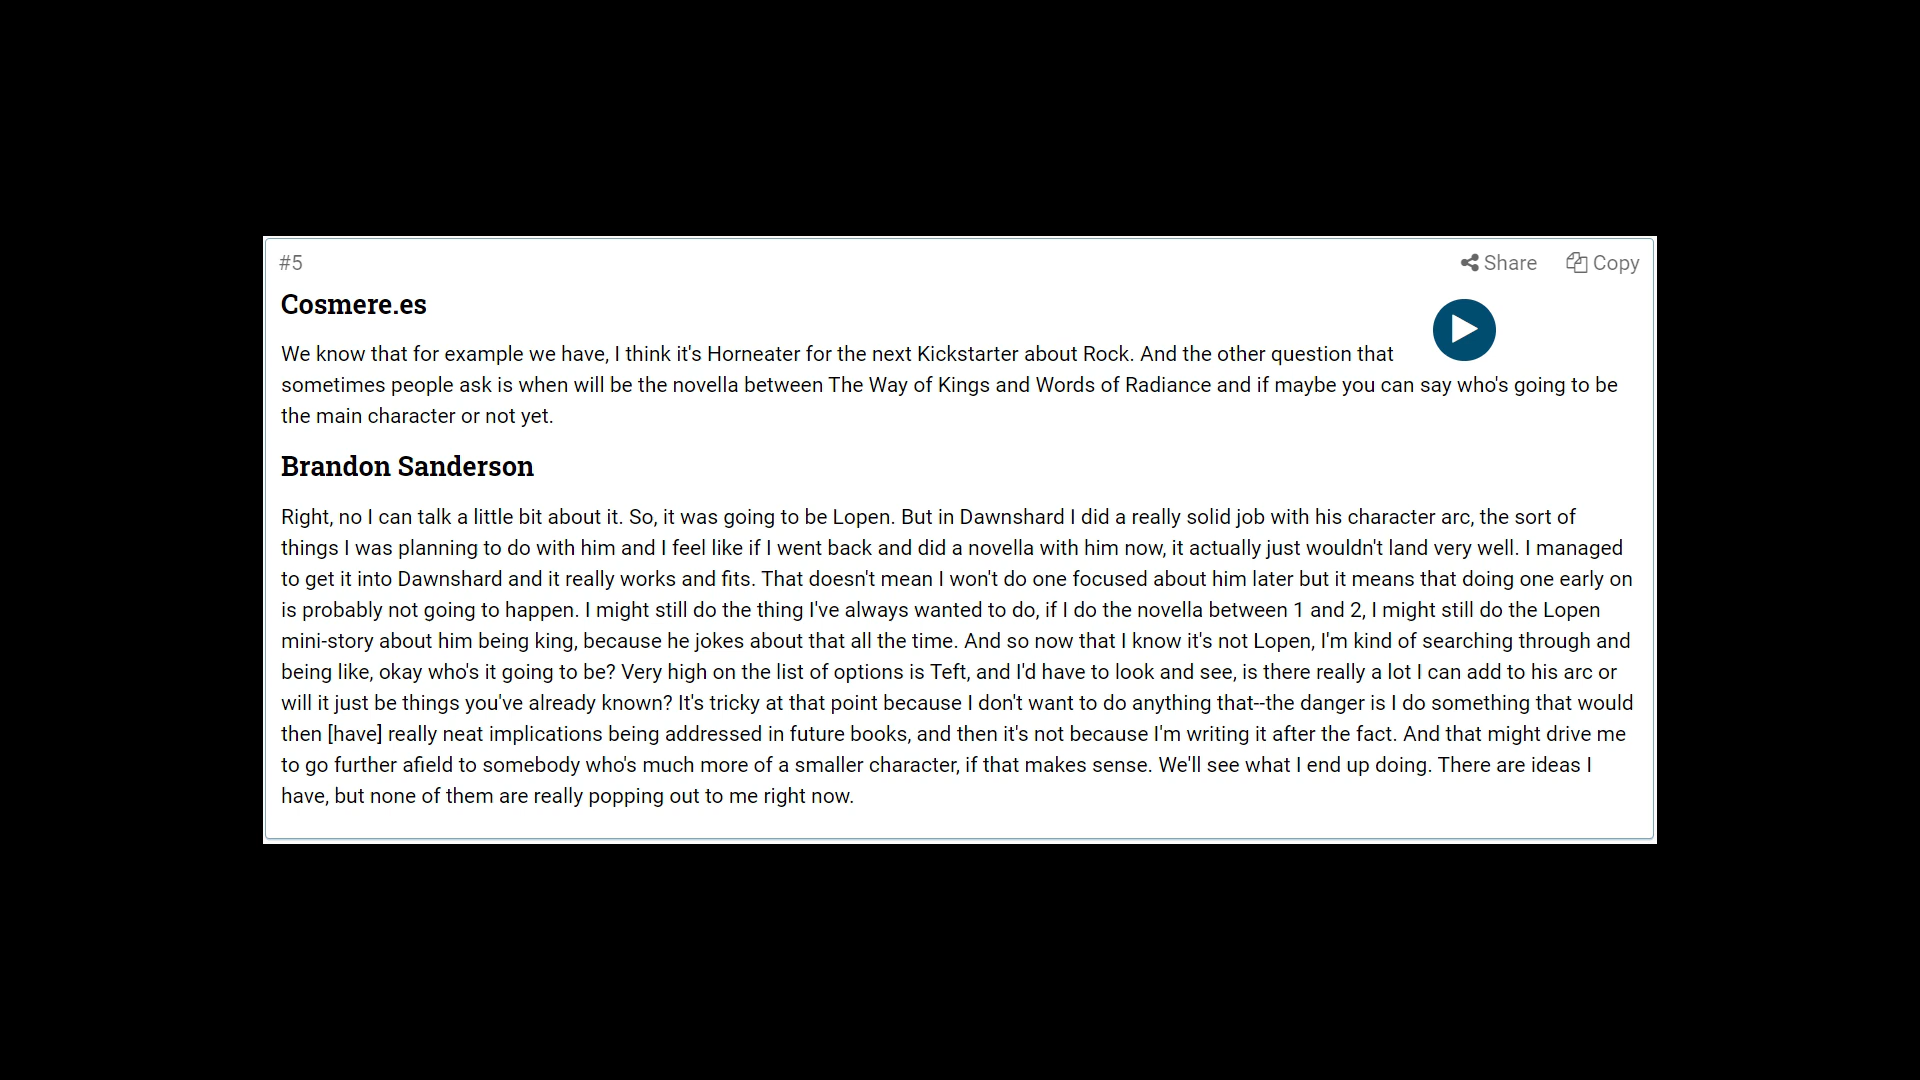 #5
Share
Copy
Cosmere.es
We know that for example we have, I think it's Horneater for the next Kickstarter about Rock. And the other question that
sometimes people ask is when will be the novella between The Way of Kings and Words of Radiance and if maybe you can say who's going to be
the main character or not yet.
Brandon Sanderson
Right, no I can talk a little bit about it. So, it was going to be Lopen. But in Dawnshard I did a really solid job with his character arc, the sort of
things I was planning to do with him and I feel like if I went back and did a novella with him now, it actually just wouldn't land very well. I managed
to get it into Dawnshard and it really works and fits. That doesn't mean I won't do one focused about him later but it means that doing one early on
is probably not going to happen. I might still do the thing I've always wanted to do, if I do the novella between 1 and 2, I might still do the Lopen
mini-story about him being king, because he jokes about that all the time. And so now that I know it's not Lopen, I'm kind of searching through and
being like, okay who's it going to be? Very high on the list of options is Teft, and I'd have to look and see, is there really a lot I can add to his arc or
will it just be things you've already known? It's tricky at that point because I don't want to do anything that--the danger is I do something that would
then [have] really neat implications being addressed in future books, and then it's not because I'm writing it after the fact. And that might drive me
to go further afield to somebody who's much more of a smaller character, if that makes sense. We'll see what I end up doing. There are ideas I
have, but none of them are really popping out to me right now.